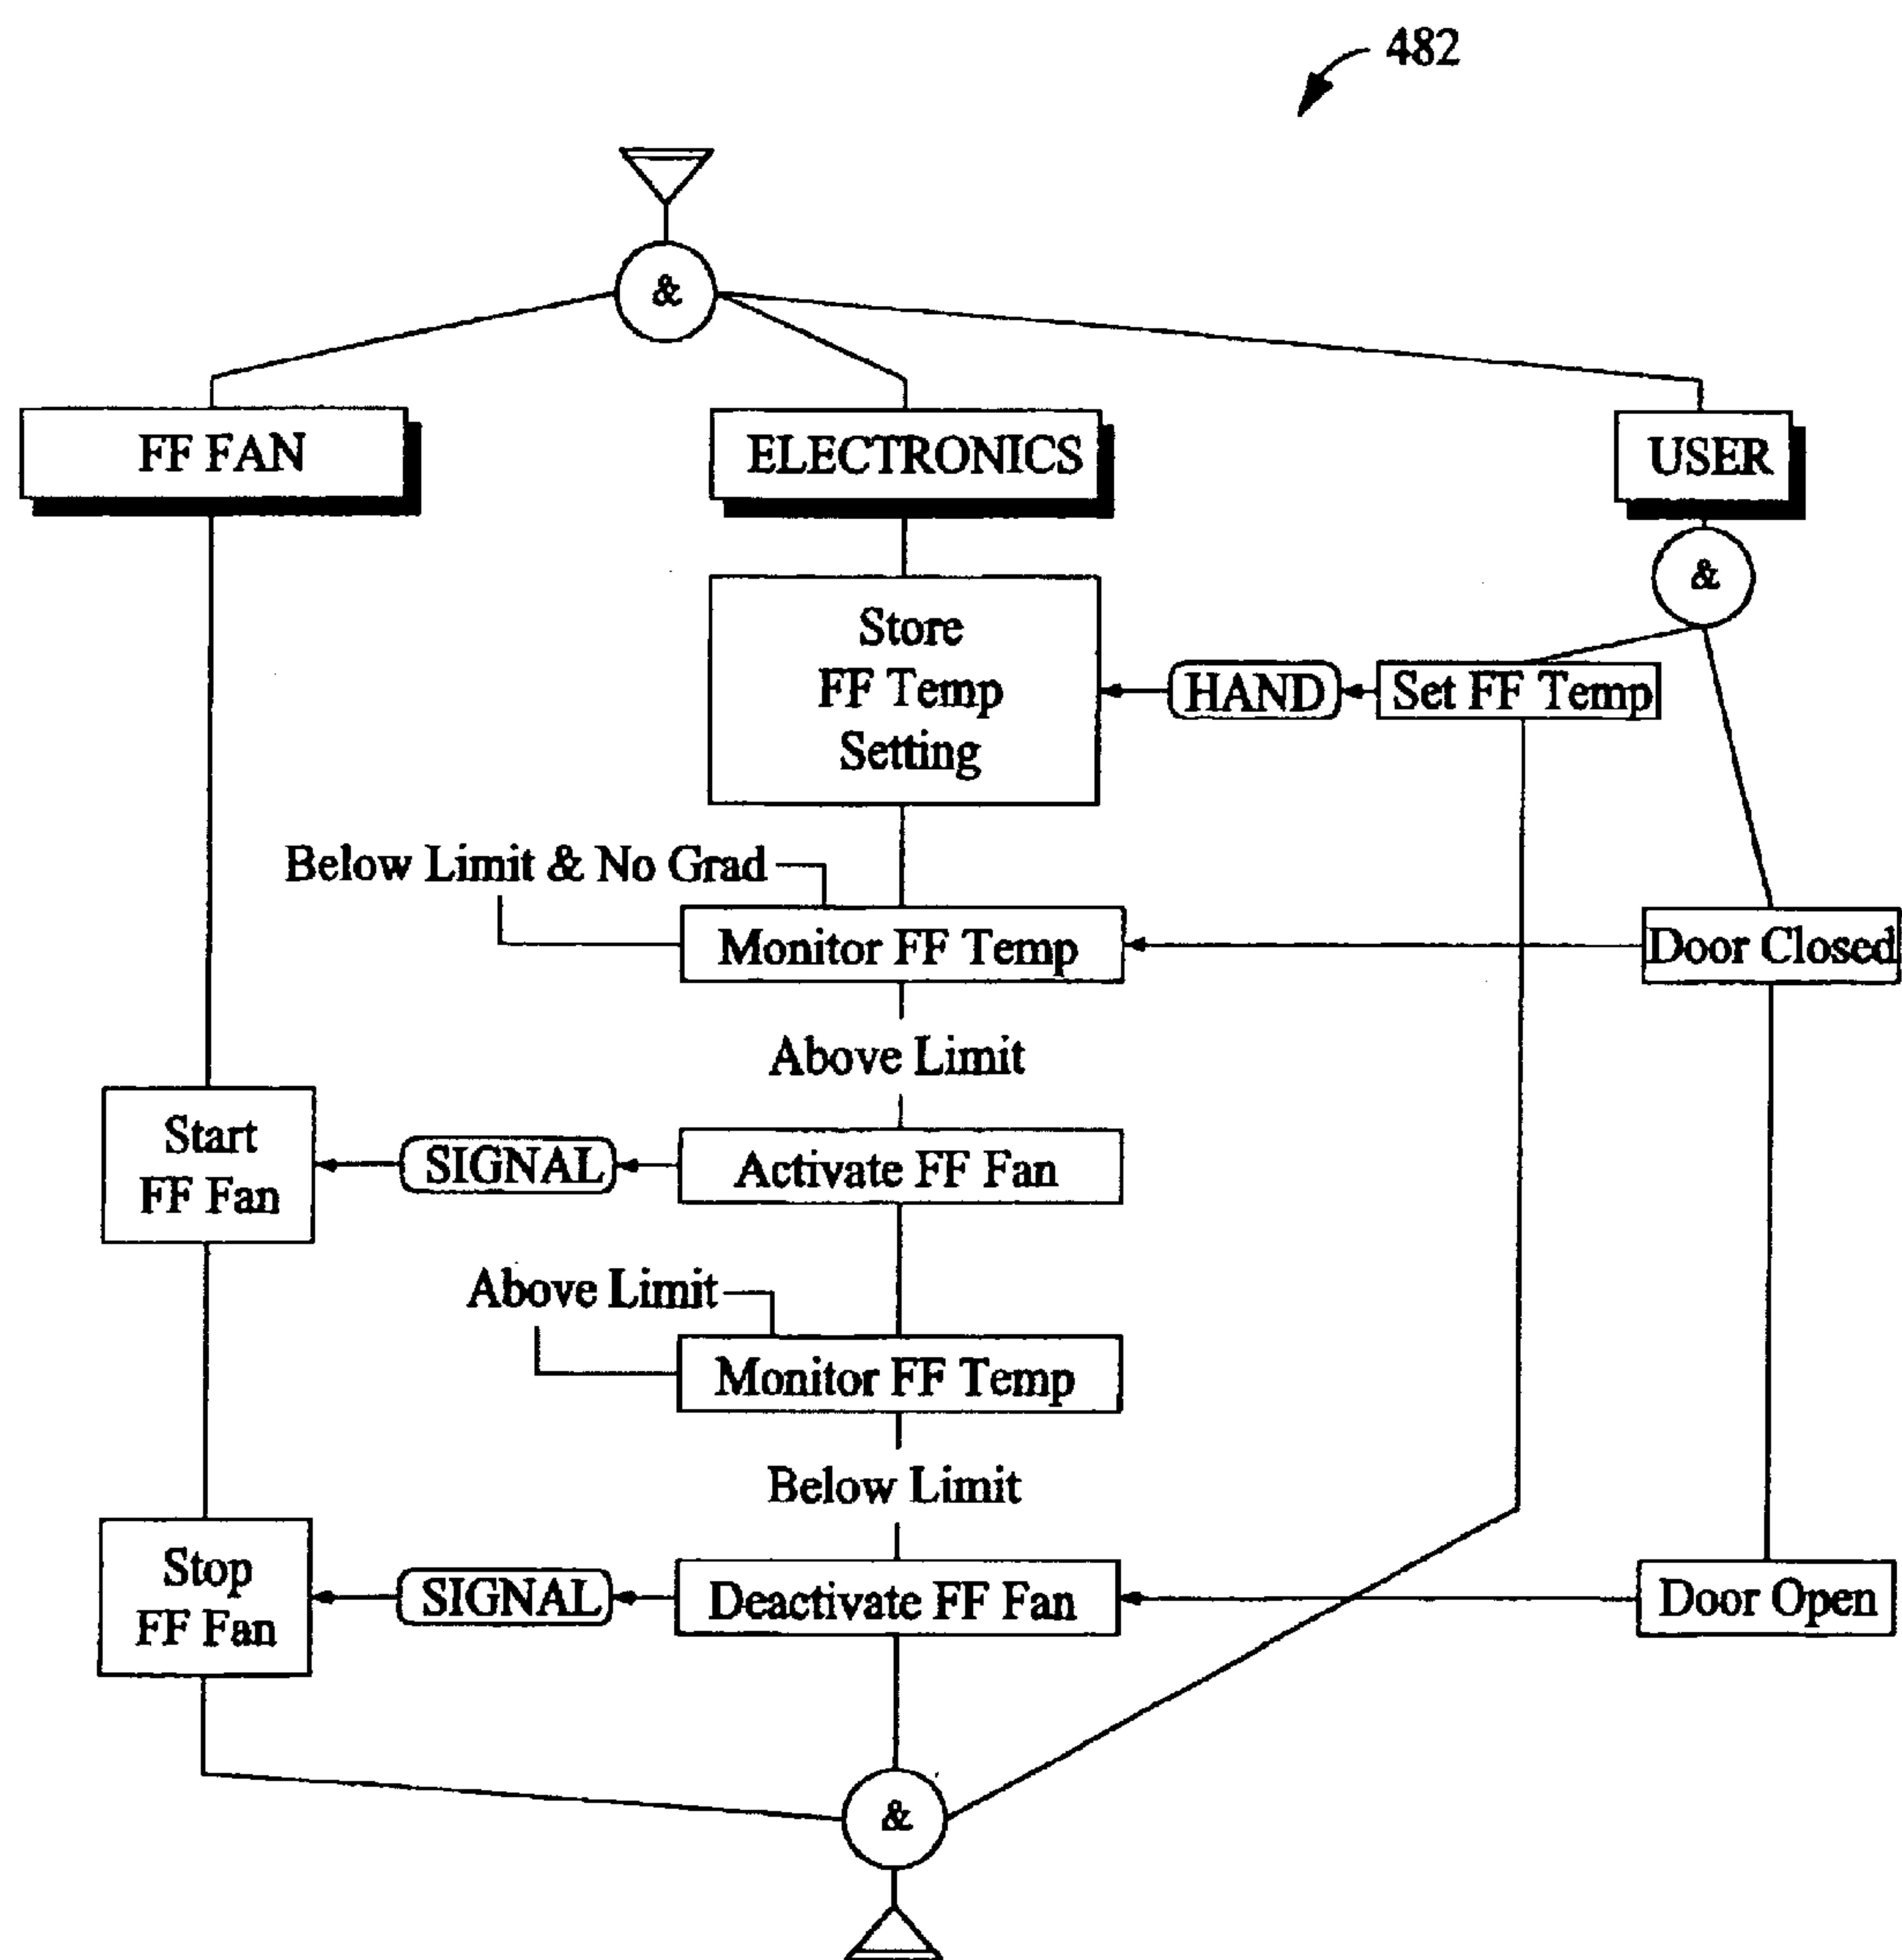 482
&
FF FAN
ELECTRONICS
USER
&
Store
FF Temp
Setting
HAND
Set FF Temp
Below Limit & No Grad
Monitor FF Temp
Door Closed
Above Limit
Start
FF Fan
SIGNAL
Activate FF Fan
Above Limit
Monitor FF Temp
Below Limit
Stop
FF Fan
SIGNAL
Deactivate FF Fan
Door Open
&